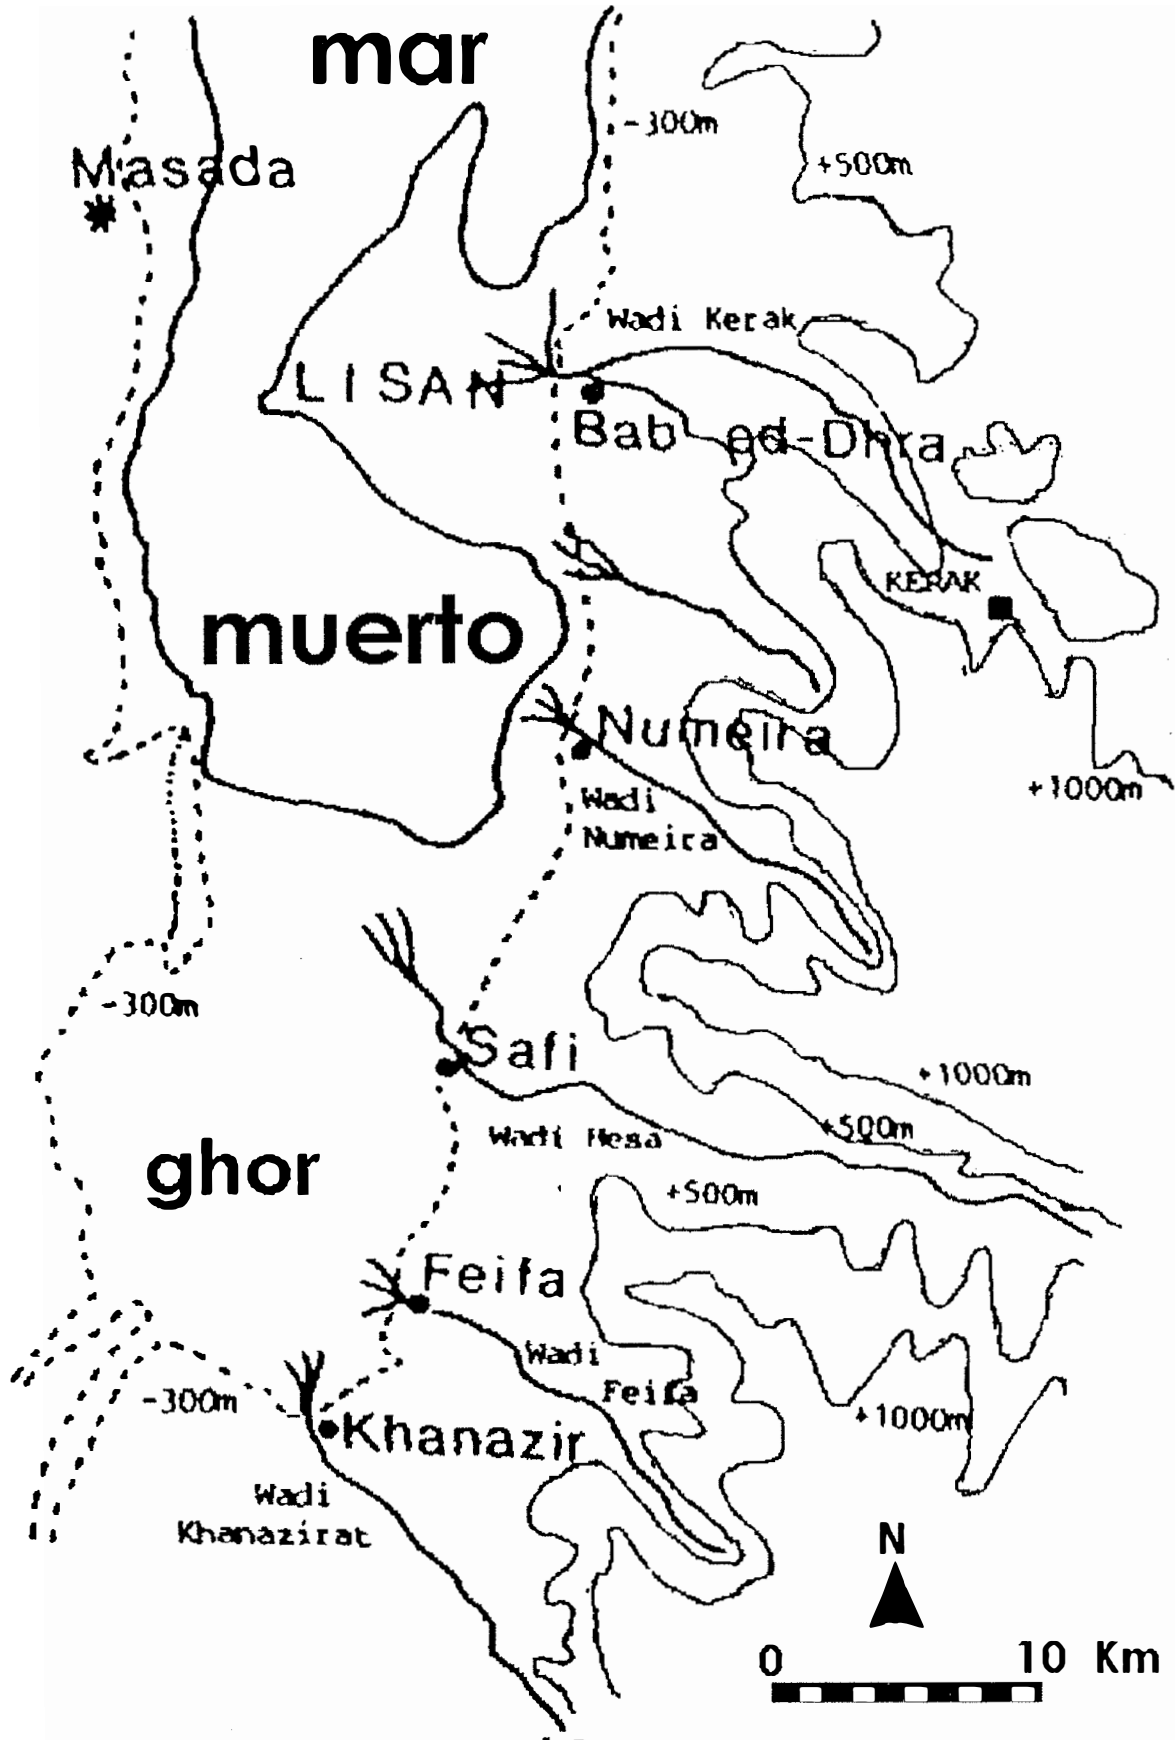 mar
-300m
Masada
+500m
Wadi Kerak
LISAN
Bab ed-Dhra
KERAK
muerto
Numeira
+1000m
Wadi
Numeira
-300m
Safi
+1000m
+500m
Wadi Hesa
ghor
+500m
Feifa
Wadi
Feifa
-300m
+1000m
Khanazir
Wadi
Khanazirat
N
0 10 Km